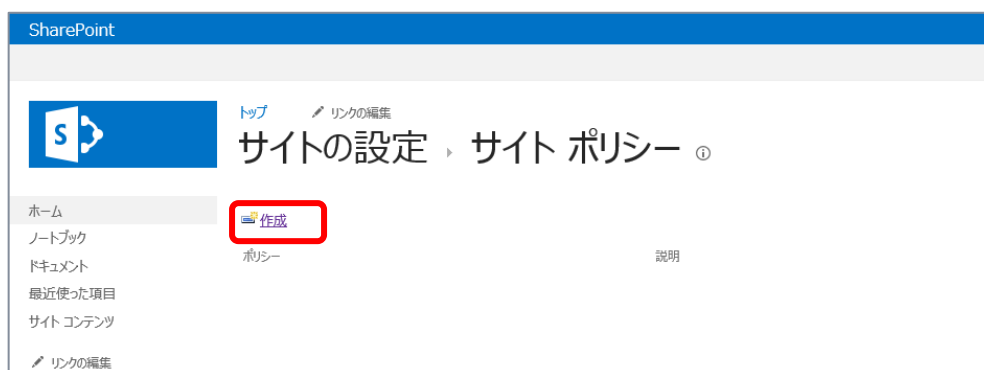 SharePoint
S
トップ リンクの編集
サイトの設定 サイト ポリシー
ホーム
作成
ノートブック
ポリシー 説明
ドキュメント
最近使った項目
サイト コンテンツ
リンクの編集